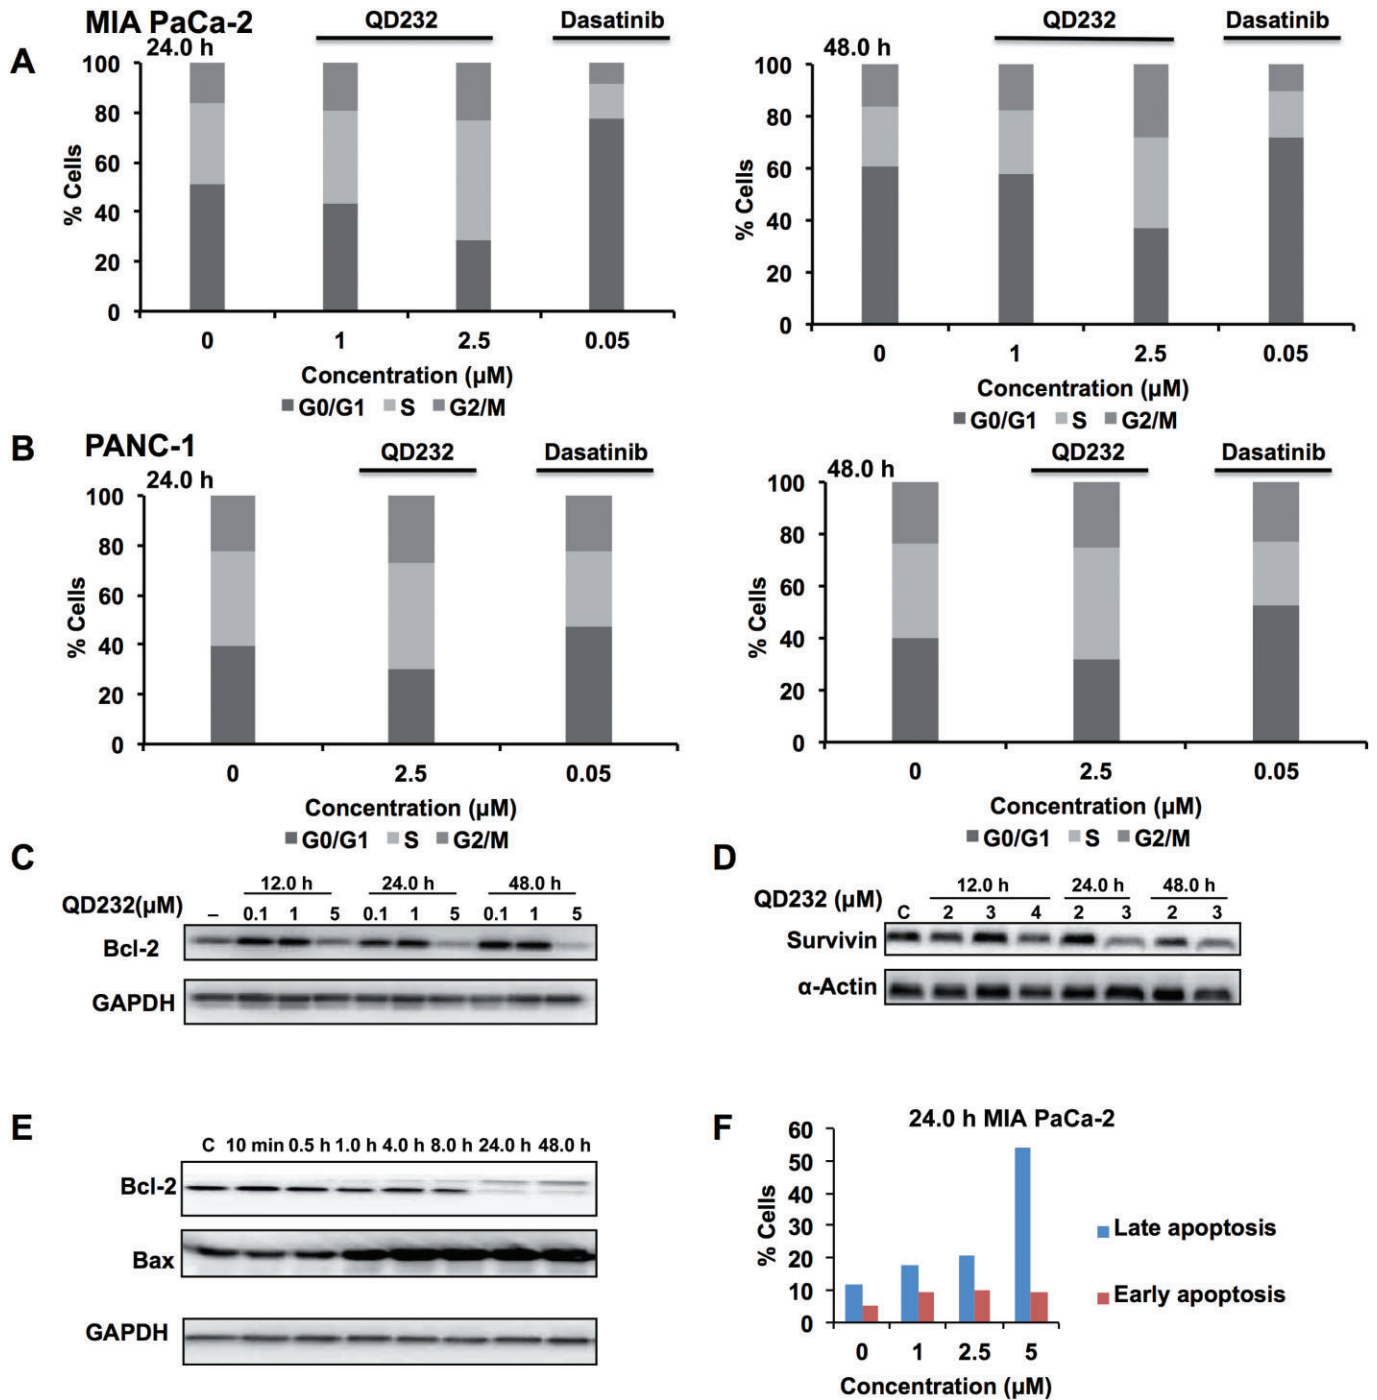 MIA PaCa-2
A
24.0 h
QD232
Dasatinib
100
80
60
40
20
0
% Cells
0 1 2.5 0.05
Concentration (µM)
G0/G1 S G2/M
48.0 h
QD232
Dasatinib
100
80
60
40
20
0
% Cells
0 1 2.5 0.05
Concentration (µM)
G0/G1 S G2/M
B
PANC-1
24.0 h
QD232
Dasatinib
100
80
60
40
20
0
% Cells
0 2.5 0.05
Concentration (µM)
G0/G1 S G2/M
48.0 h
QD232
Dasatinib
100
80
60
40
20
0
% Cells
0 2.5 0.05
Concentration (µM)
G0/G1 S G2/M
C
12.0 h 24.0 h 48.0 h
QD232(µM) – 0.1 1 5 0.1 1 5 0.1 1 5
Bcl-2
GAPDH
D
12.0 h 24.0 h 48.0 h
QD232 (µM) C 2 3 4 2 3 2 3
Survivin
α-Actin
E
C 10 min 0.5 h 1.0 h 4.0 h 8.0 h 24.0 h 48.0 h
Bcl-2
Bax
GAPDH
F
24.0 h MIA PaCa-2
60
50
40
30
20
10
0
% Cells
0 1 2.5 5
Concentration (µM)
Late apoptosis
Early apoptosis